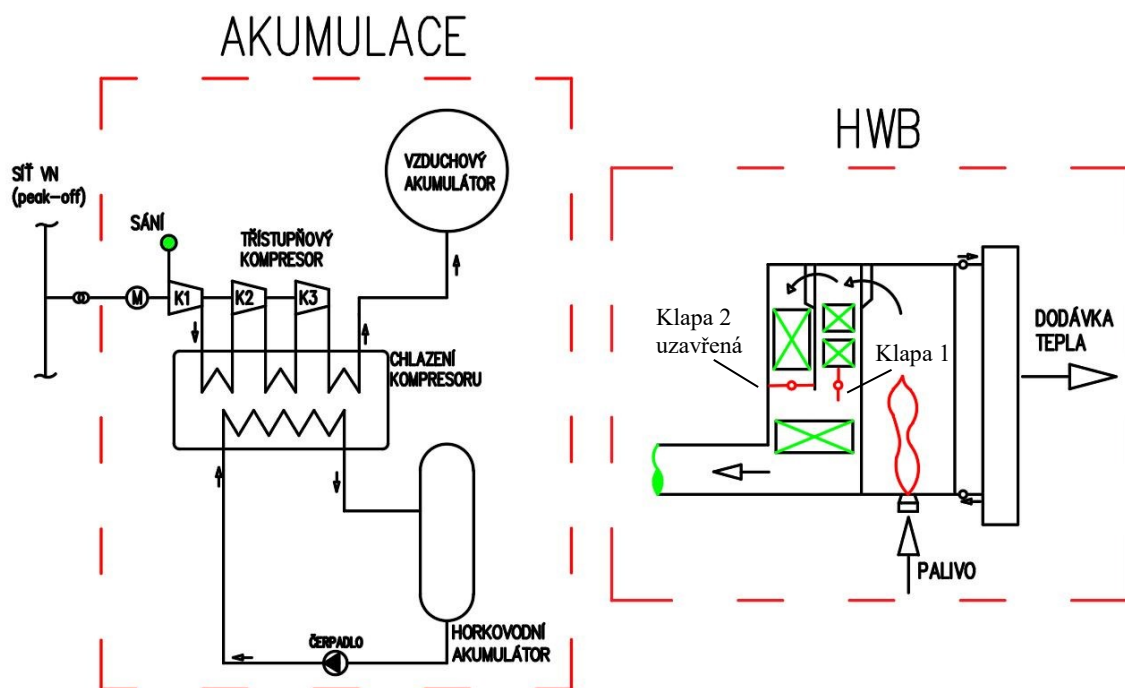 AKUMULACE
SÍŤ VN
(peak-off)
SÁNÍ
TŘÍSTUPŇOVÝ
KOMPRESOR
VZDUCHOVÝ
AKUMULÁTOR
M
K1
K2
K3
CHLAZENÍ
KOMPRESORU
HORKOVODNÍ
AKUMULÁTOR
ČERPADLO
HWB
Klapa 2
uzavřená
Klapa 1
DODÁVKA
TEPLA
PALIVO